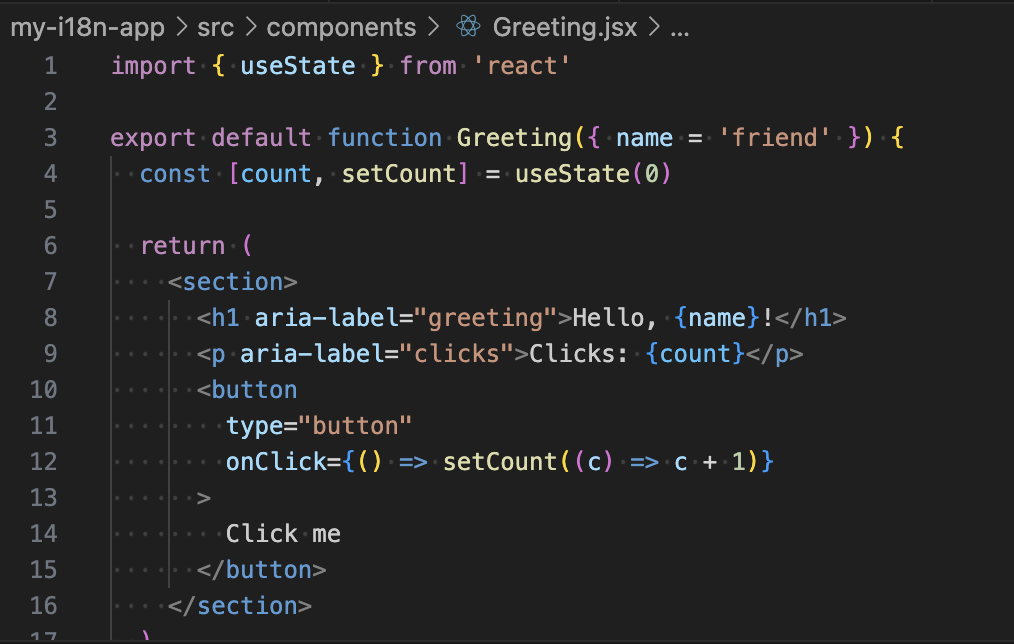 my-i18n-app > src > components > Greeting.jsx > ...
1 import { useState } from 'react'
2
3 export default function Greeting({ name = 'friend' }) {
4   const [count, setCount] = useState(0)
5
6   return (
7     <section>
8       <h1 aria-label="greeting">Hello, {name}!</h1>
9       <p aria-label="clicks">Clicks: {count}</p>
10       <button
11         type="button"
12         onClick={() => setCount((c) => c + 1)}
13       >
14         Click me
15       </button>
16     </section>
17   )